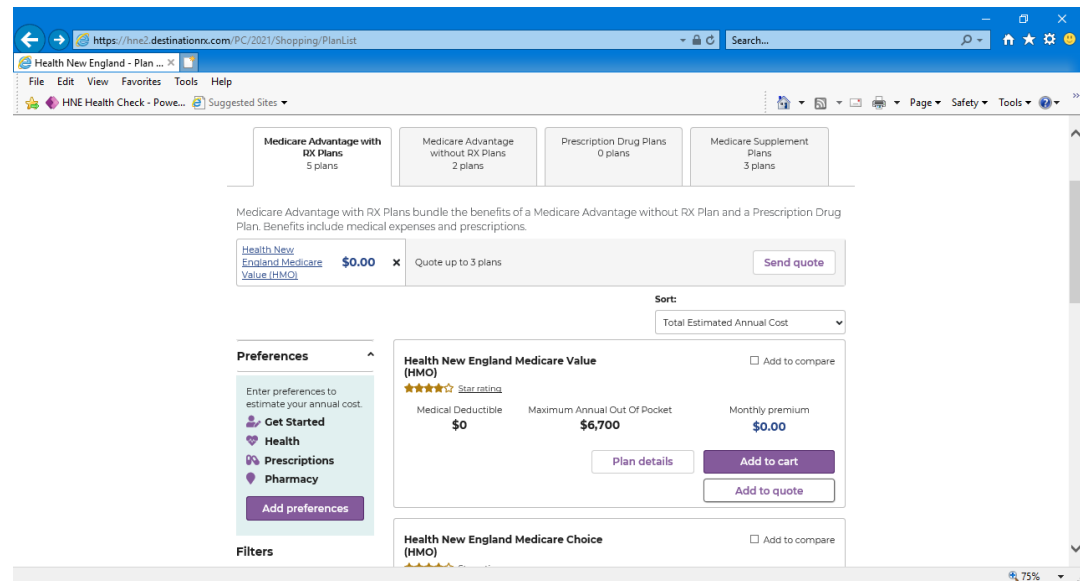 https://hne2.destinationrx.com/PC/2021/Shopping/PlanList
Search...
Health New England - Plan ...
File Edit View Favorites Tools Help
HNE Health Check - Powe...
Suggested Sites
Page Safety Tools
Medicare Advantage with
RX Plans
5 plans
Medicare Advantage
without RX Plans
2 plans
Prescription Drug Plans
0 plans
Medicare Supplement
Plans
3 plans
Medicare Advantage with RX Plans bundle the benefits of a Medicare Advantage without RX Plan and a Prescription Drug
Plan. Benefits include medical expenses and prescriptions.
Health New
England Medicare
Value (HMO)
$0.00
Quote up to 3 plans
Send quote
Sort:
Total Estimated Annual Cost
Preferences
Enter preferences to
estimate your annual cost.
Get Started
Health
Prescriptions
Pharmacy
Add preferences
Filters
Health New England Medicare Value
(HMO)
Add to compare
Star rating
Medical Deductible
$0
Maximum Annual Out Of Pocket
$6,700
Monthly premium
$0.00
Plan details
Add to cart
Add to quote
Health New England Medicare Choice
(HMO)
Add to compare
75%